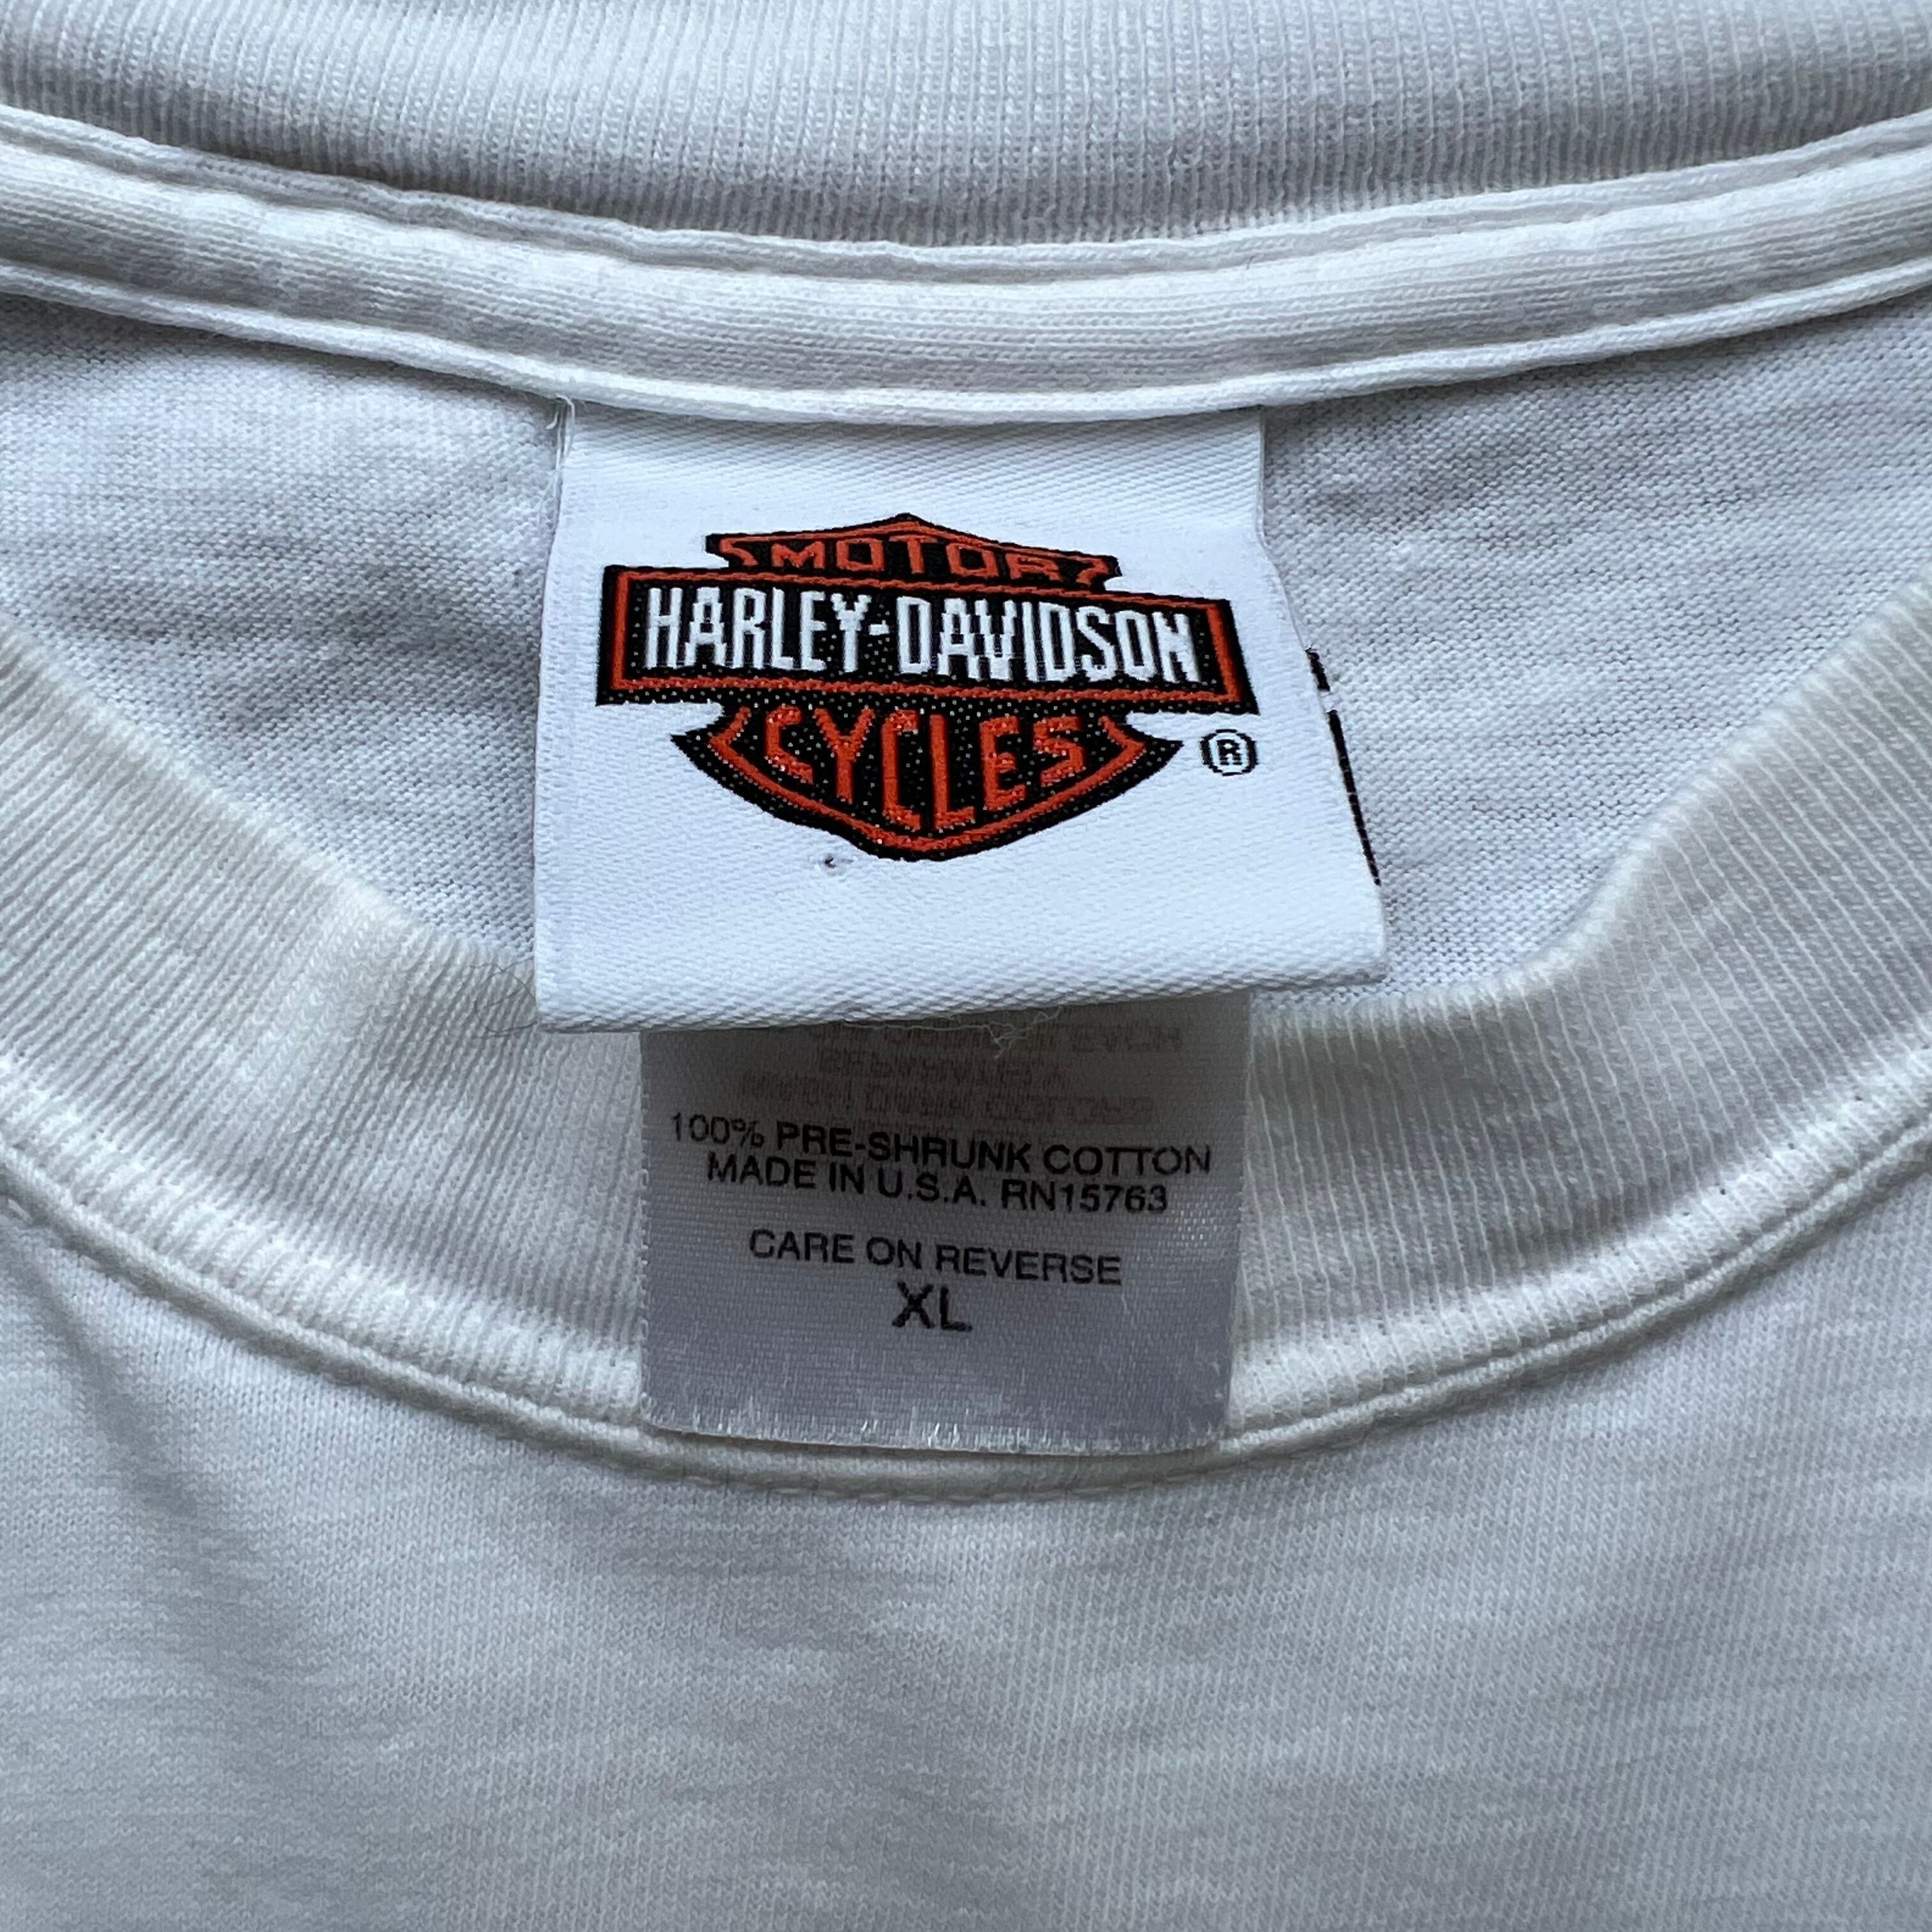 MOTOR
HARLEY-DAVIDSON
CYCLES
®
100% PRE-SHRUNK COTTON
MADE IN U.S.A. RN15763
CARE ON REVERSE
XL